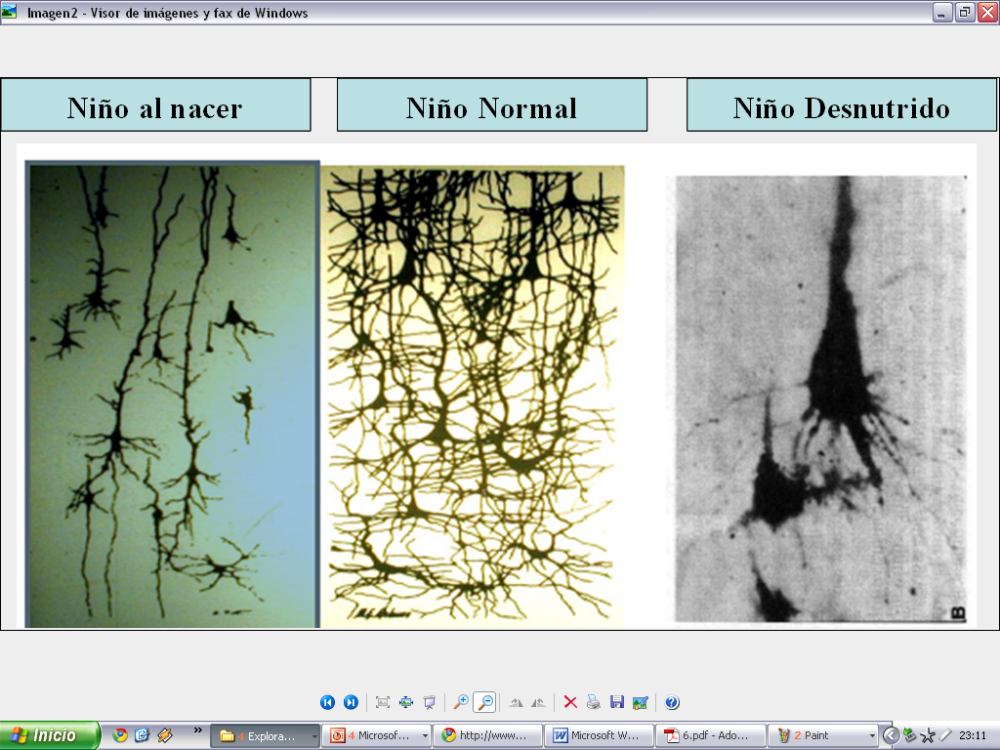 Imagen2 - Visor de imágenes y fax de Windows
Niño al nacer
Niño Normal
Niño Desnutrido
B
Inicio
»
4 Explora...
4 Microsof...
http://www...
Microsoft W...
6.pdf - Ado...
2 Paint
23:11